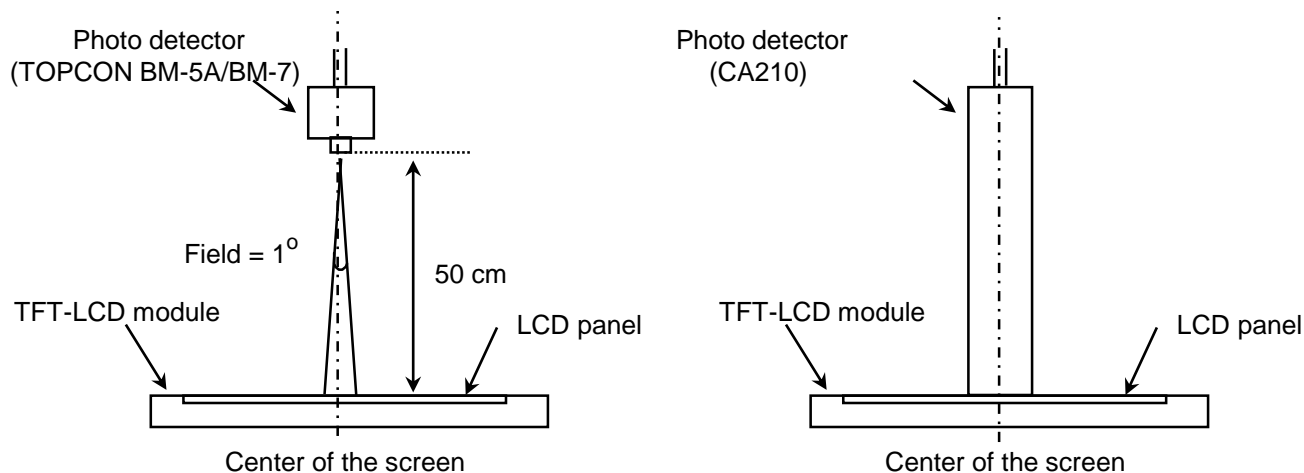 Photo detector
(TOPCON BM-5A/BM-7)
Field = 1o
50 cm
TFT-LCD module
LCD panel
Center of the screen
Photo detector
(CA210)
TFT-LCD module
LCD panel
Center of the screen